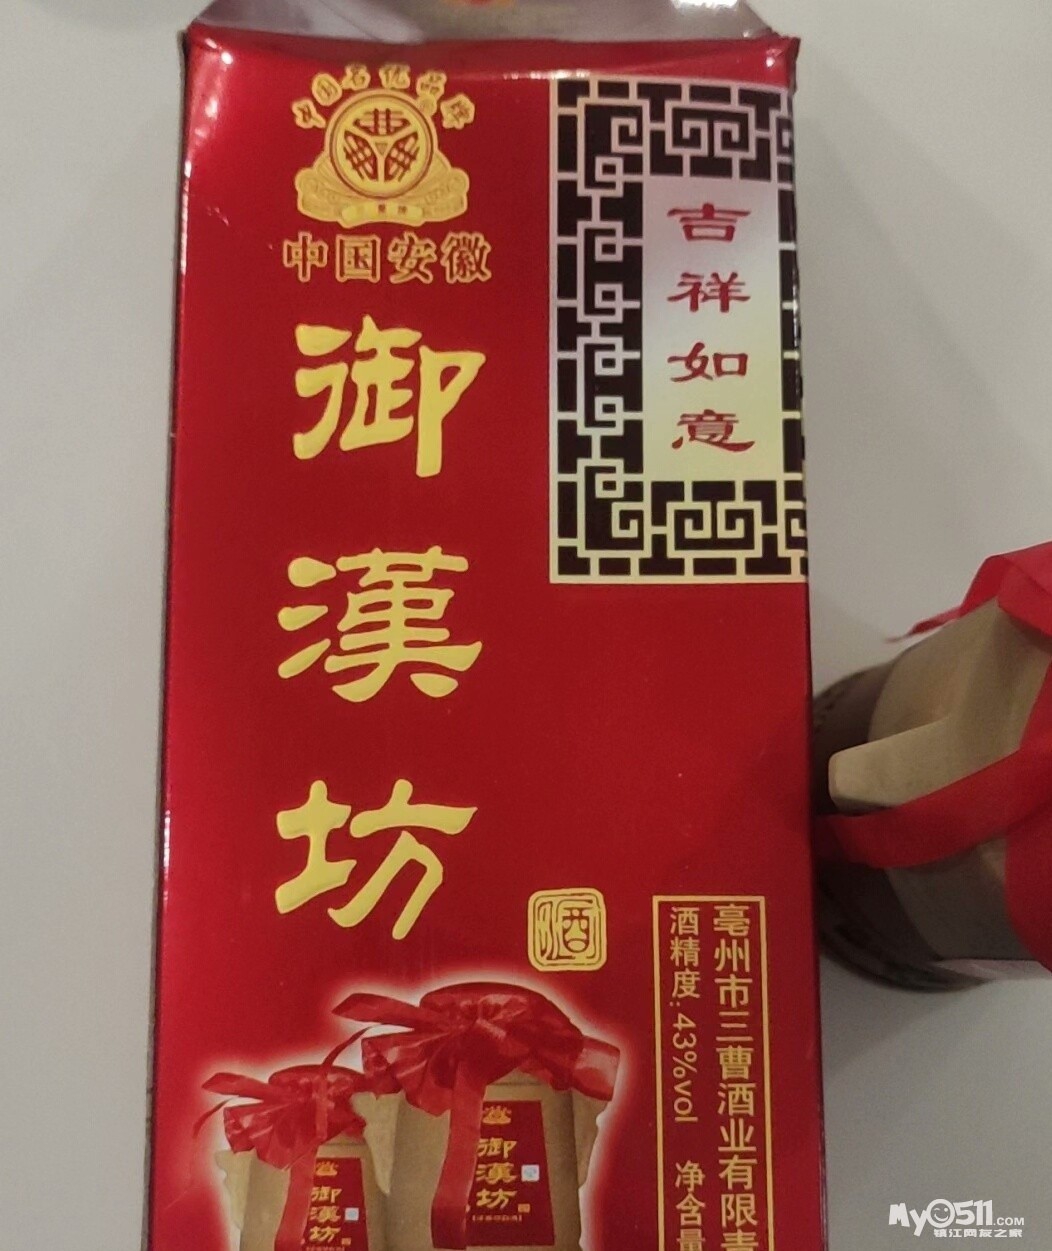 中国名优品牌
中国安徽
御漢坊
吉祥如意
酒
亳州市三曹酒业有限责
酒精度:43%vol 净含量
御漢坊
御漢坊
MyO511.COM
镇江网友之家